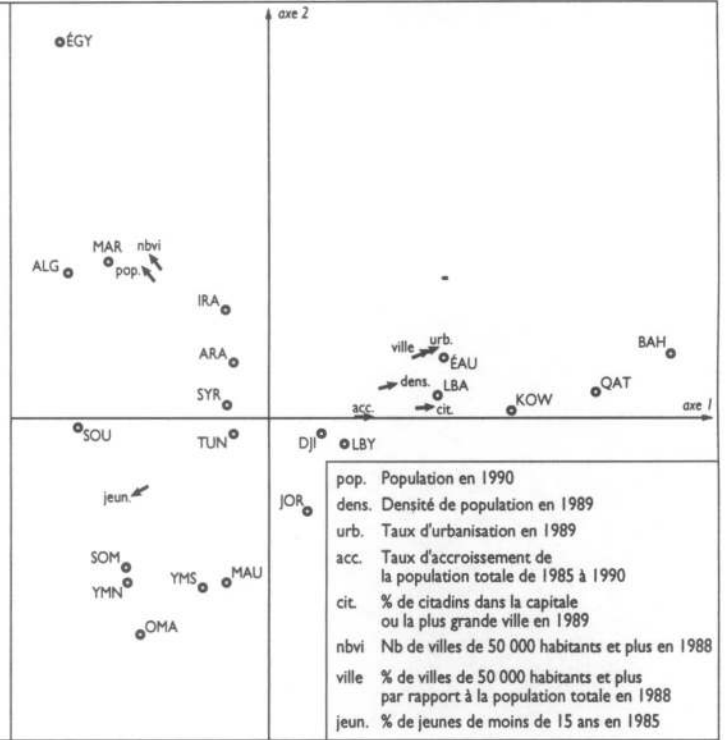 axe 2
ÉGY
MAR nbvi
ALG pop.
IRA
ville urb.
BAH
ARA ÉAU
dens. LBA QAT
SYR acc. cit. KOW axe 1
SOU TUN DJI LBY
jeun. JOR
SOM
YMN YMS MAU
OMA
pop. Population en 1990
dens. Densité de population en 1989
urb. Taux d'urbanisation en 1989
acc. Taux d'accroissement de
la population totale de 1985 à 1990
cit. % de citadins dans la capitale
ou la plus grande ville en 1989
nbvi Nb de villes de 50 000 habitants et plus en 1988
ville % de villes de 50 000 habitants et plus
par rapport à la population totale en 1988
jeun. % de jeunes de moins de 15 ans en 1985